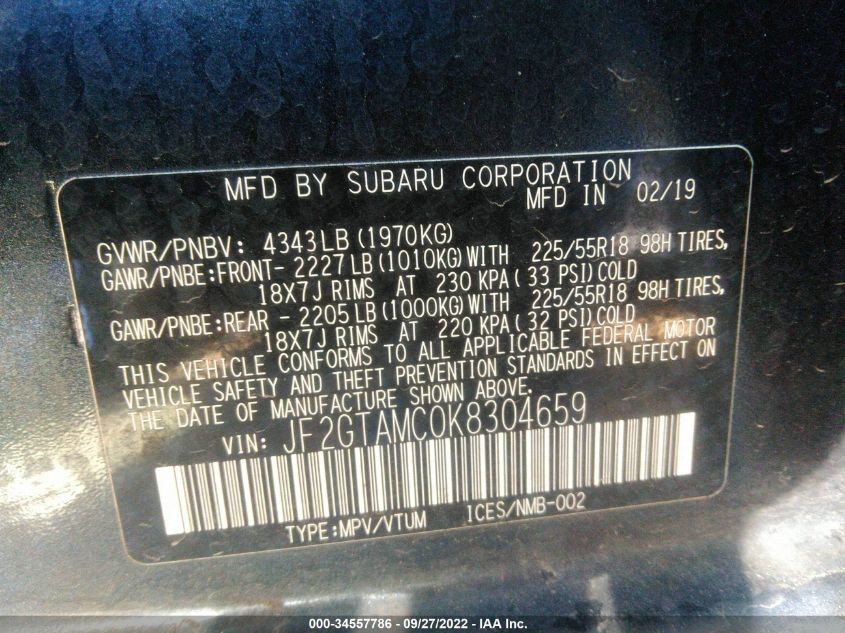 MFD BY SUBARU CORPORATION
MFD IN 02/19
GVWR/PNBV: 4343LB(1970KG)
GAWR/PNBE:FRONT- 2227LB(1010KG)WITH 225/55R18 98H TIRES,
18X7J RIMS AT 230 KPA( 33 PSI)COLD
GAWR/PNBE:REAR - 2205LB(1000KG)WITH 225/55R18 98H TIRES,
18X7J RIMS AT 220 KPA( 32 PSI)COLD
THIS VEHICLE CONFORMS TO ALL APPLICABLE FEDERAL MOTOR
VEHICLE SAFETY AND THEFT PREVENTION STANDARDS IN EFFECT ON
THE DATE OF MANUFACTURE SHOWN ABOVE.
VIN: JF2GTAMC0K8304659
TYPE:MPV/VTUM ICES/NMB-002
000-34557786 - 09/27/2022 - IAA Inc.